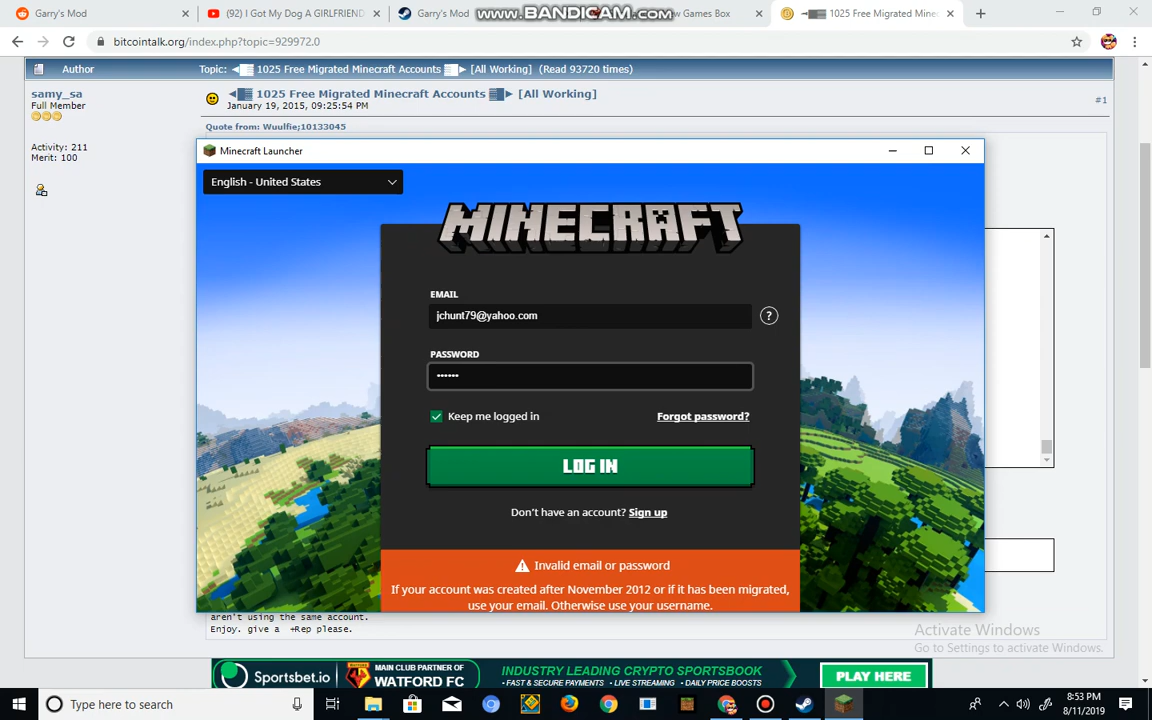 Garry's Mod
(92) I Got My Dog A GIRLFRIEND
Garry's Mod
www.BANDICAM.com
ew Games Box
1025 Free Migrated Mine
bitcointalk.org/index.php?topic=929972.0
Author
Topic: ◄▓▒ 1025 Free Migrated Minecraft Accounts ▒▓► [All Working] (Read 93720 times)
samy_sa
Full Member
Activity: 211
Merit: 100
◄▓▒ 1025 Free Migrated Minecraft Accounts ▒▓► [All Working]
January 19, 2015, 09:25:54 PM
#1
Quote from: Wuulfie;10133045
Minecraft Launcher
English - United States
MINECRAFT
EMAIL
jchunt79@yahoo.com
?
PASSWORD
••••••
Keep me logged in
Forgot password?
LOG IN
Don't have an account? Sign up
Invalid email or password
If your account was created after November 2012 or if it has been migrated,
use your email. Otherwise use your username.
aren't using the same account.
Enjoy. give a +Rep please.
Activate Windows
Go to Settings to activate Windows.
Sportsbet.io
MAIN CLUB PARTNER OF
WATFORD FC
INDUSTRY LEADING CRYPTO SPORTSBOOK
• FAST & SECURE PAYMENTS • LIVE STREAMING • DAILY PRICE BOOSTS
PLAY HERE
Type here to search
8:53 PM
8/11/2019